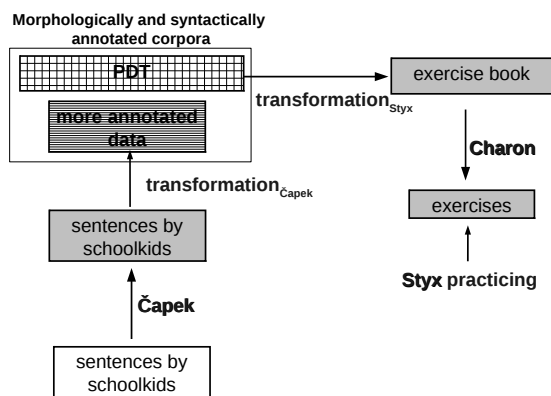 Morphologically and syntactically
annotated corpora
PDT
more annotated
data
transformation_Styx
exercise book
Charon
exercises
Styx practicing
transformation_Čapek
sentences by
schoolkids
Čapek
sentences by
schoolkids